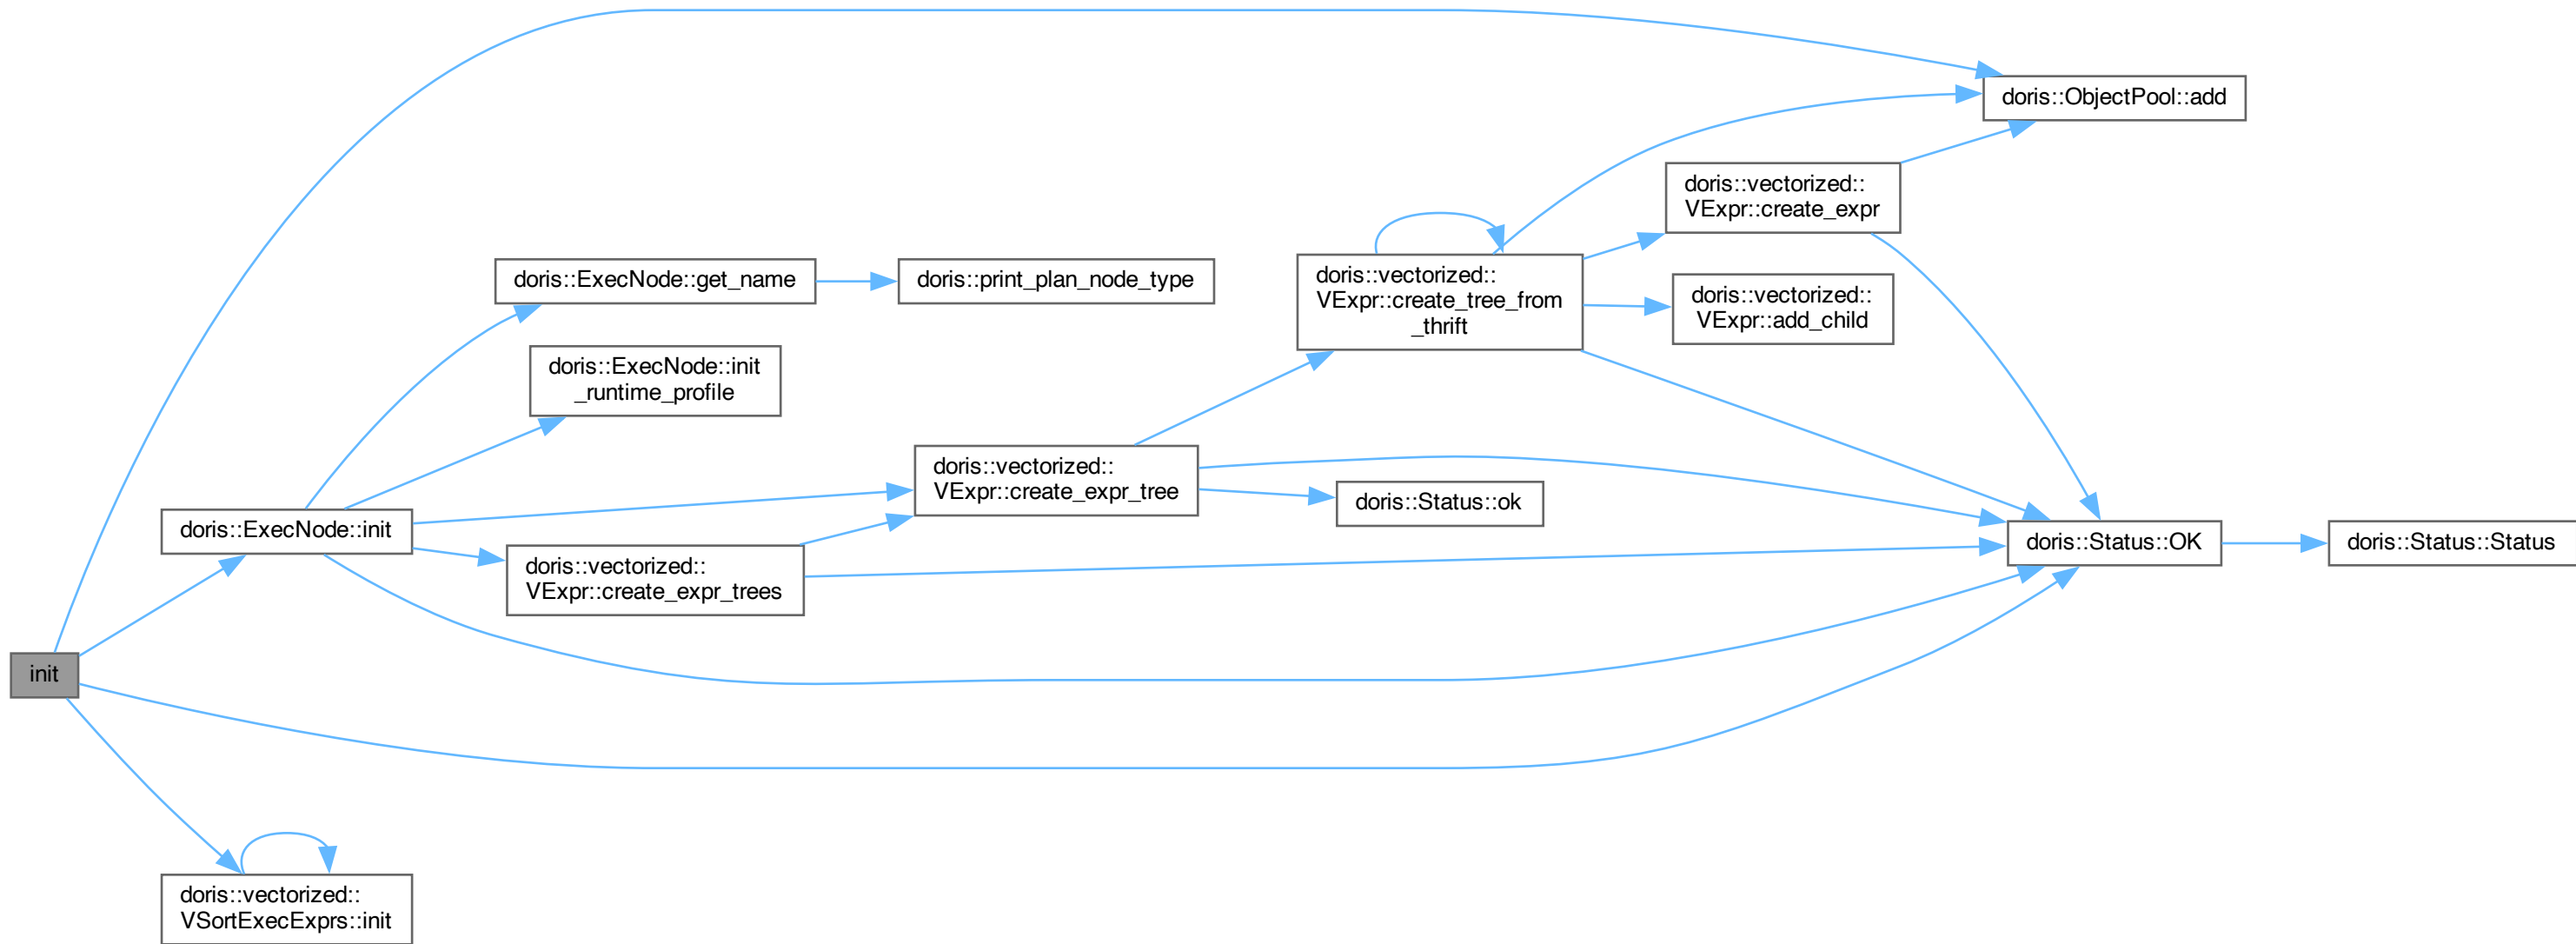 doris::ObjectPool::add
doris::vectorized::
VExpr::create_expr
doris::ExecNode::get_name
doris::print_plan_node_type
doris::vectorized::
VExpr::create_tree_from
_thrift
doris::vectorized::
VExpr::add_child
doris::ExecNode::init
_runtime_profile
doris::vectorized::
VExpr::create_expr_tree
doris::Status::ok
doris::ExecNode::init
doris::vectorized::
VExpr::create_expr_trees
doris::Status::OK
doris::Status::Status
init
doris::vectorized::
VSortExecExprs::init